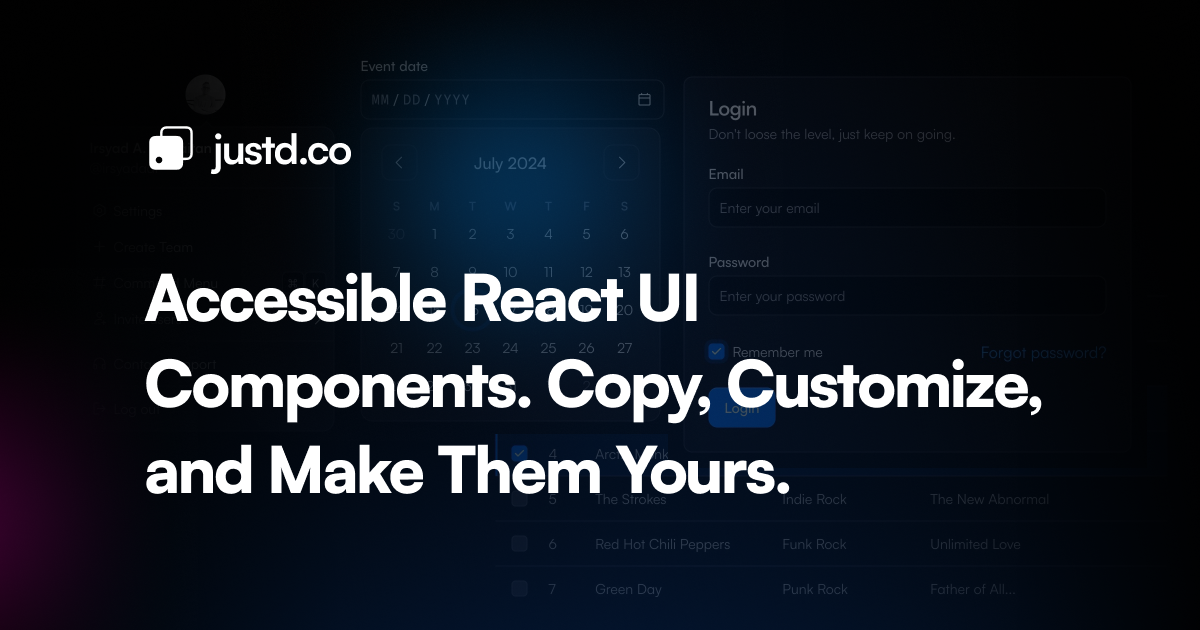 Event date
MM / DD / YYYY
justd.co
July 2024
S M T W T F S
30 1 2 3 4 5 6
7 8 9 10 11 12 13
20
21 22 23 24 25 26 27
Login
Don't loose the level, just keep on going.
Email
Enter your email
Password
Enter your password
Remember me
Forgot password?
Login
Settings
Create Team
Accessible React UI
Components. Copy, Customize,
and Make Them Yours.
4
5 The Strokes Indie Rock The New Abnormal
6 Red Hot Chili Peppers Funk Rock Unlimited Love
7 Green Day Punk Rock Father of All...